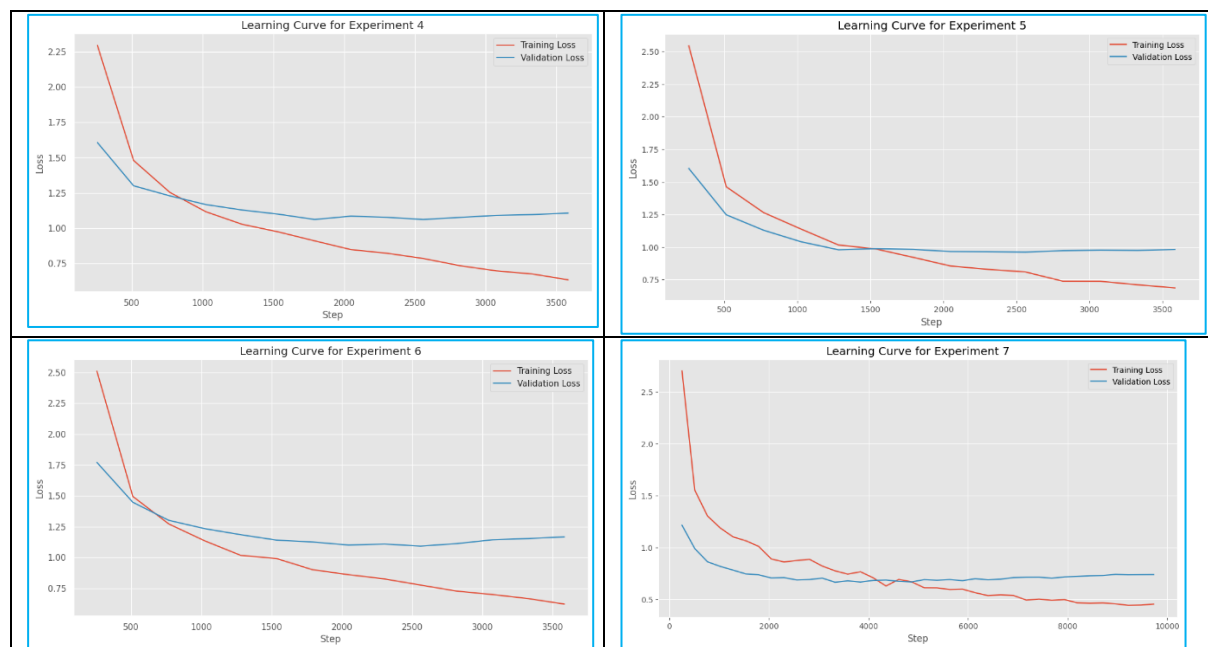 Learning Curve for Experiment 4
Training Loss
Validation Loss
2.25
2.00
1.75
1.50
1.25
1.00
0.75
Loss
500 1000 1500 2000 2500 3000 3500
Step
Learning Curve for Experiment 5
Training Loss
Validation Loss
2.50
2.25
2.00
1.75
1.50
1.25
1.00
0.75
Loss
500 1000 1500 2000 2500 3000 3500
Step
Learning Curve for Experiment 6
Training Loss
Validation Loss
2.50
2.25
2.00
1.75
1.50
1.25
1.00
0.75
Loss
500 1000 1500 2000 2500 3000 3500
Step
Learning Curve for Experiment 7
Training Loss
Validation Loss
2.5
2.0
1.5
1.0
0.5
Loss
0 2000 4000 6000 8000 10000
Step